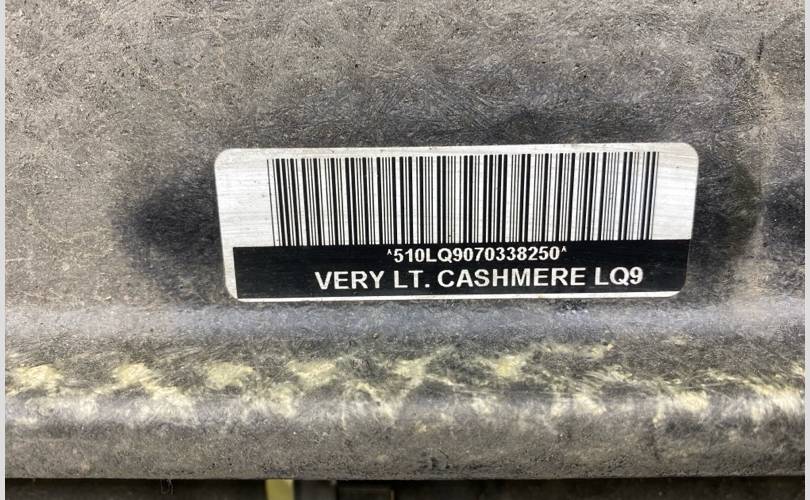 ^510LQ9070338250^
VERY LT. CASHMERE LQ9